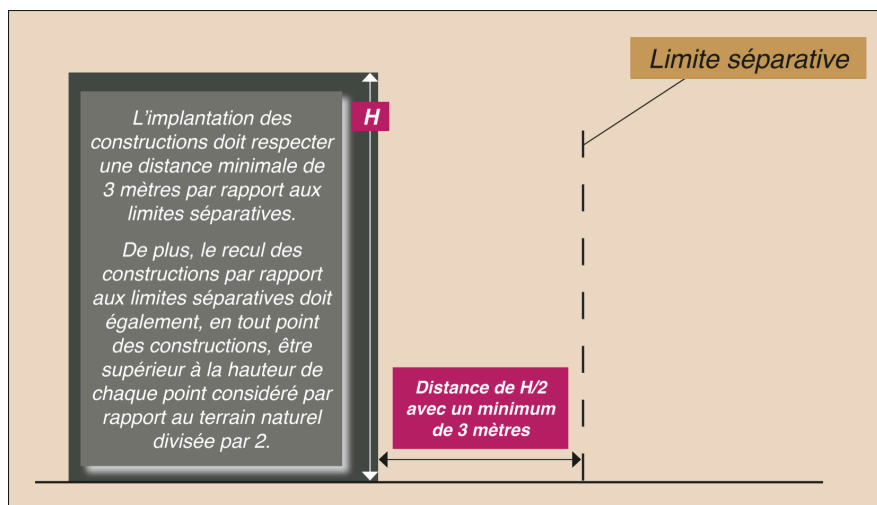 Limite séparative
H
L'implantation des
constructions doit respecter
une distance minimale de
3 mètres par rapport aux
limites séparatives.
De plus, le recul des
constructions par rapport
aux limites séparatives doit
également, en tout point
des constructions, être
supérieur à la hauteur de
chaque point considéré par
rapport au terrain naturel
divisée par 2.
Distance de H/2
avec un minimum
de 3 mètres